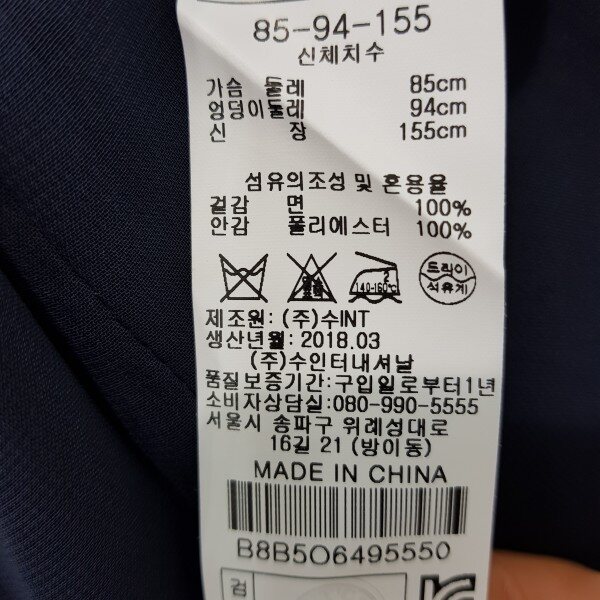 85-94-155
신체치수
가슴 둘레 85cm
엉덩이둘레 94cm
신 장 155cm
섬유의조성 및 혼용율
겉감 면 100%
안감 폴리에스터 100%
2
140-160℃
드라이
석유계
제조원: (주)수INT
생산년월: 2018.03
(주)수인터내셔날
품질보증기간: 구입일로부터1년
소비자상담실:080-990-5555
서울시 송파구 위례성대로
16길 21 (방이동)
MADE IN CHINA
B8B5O6495550
검